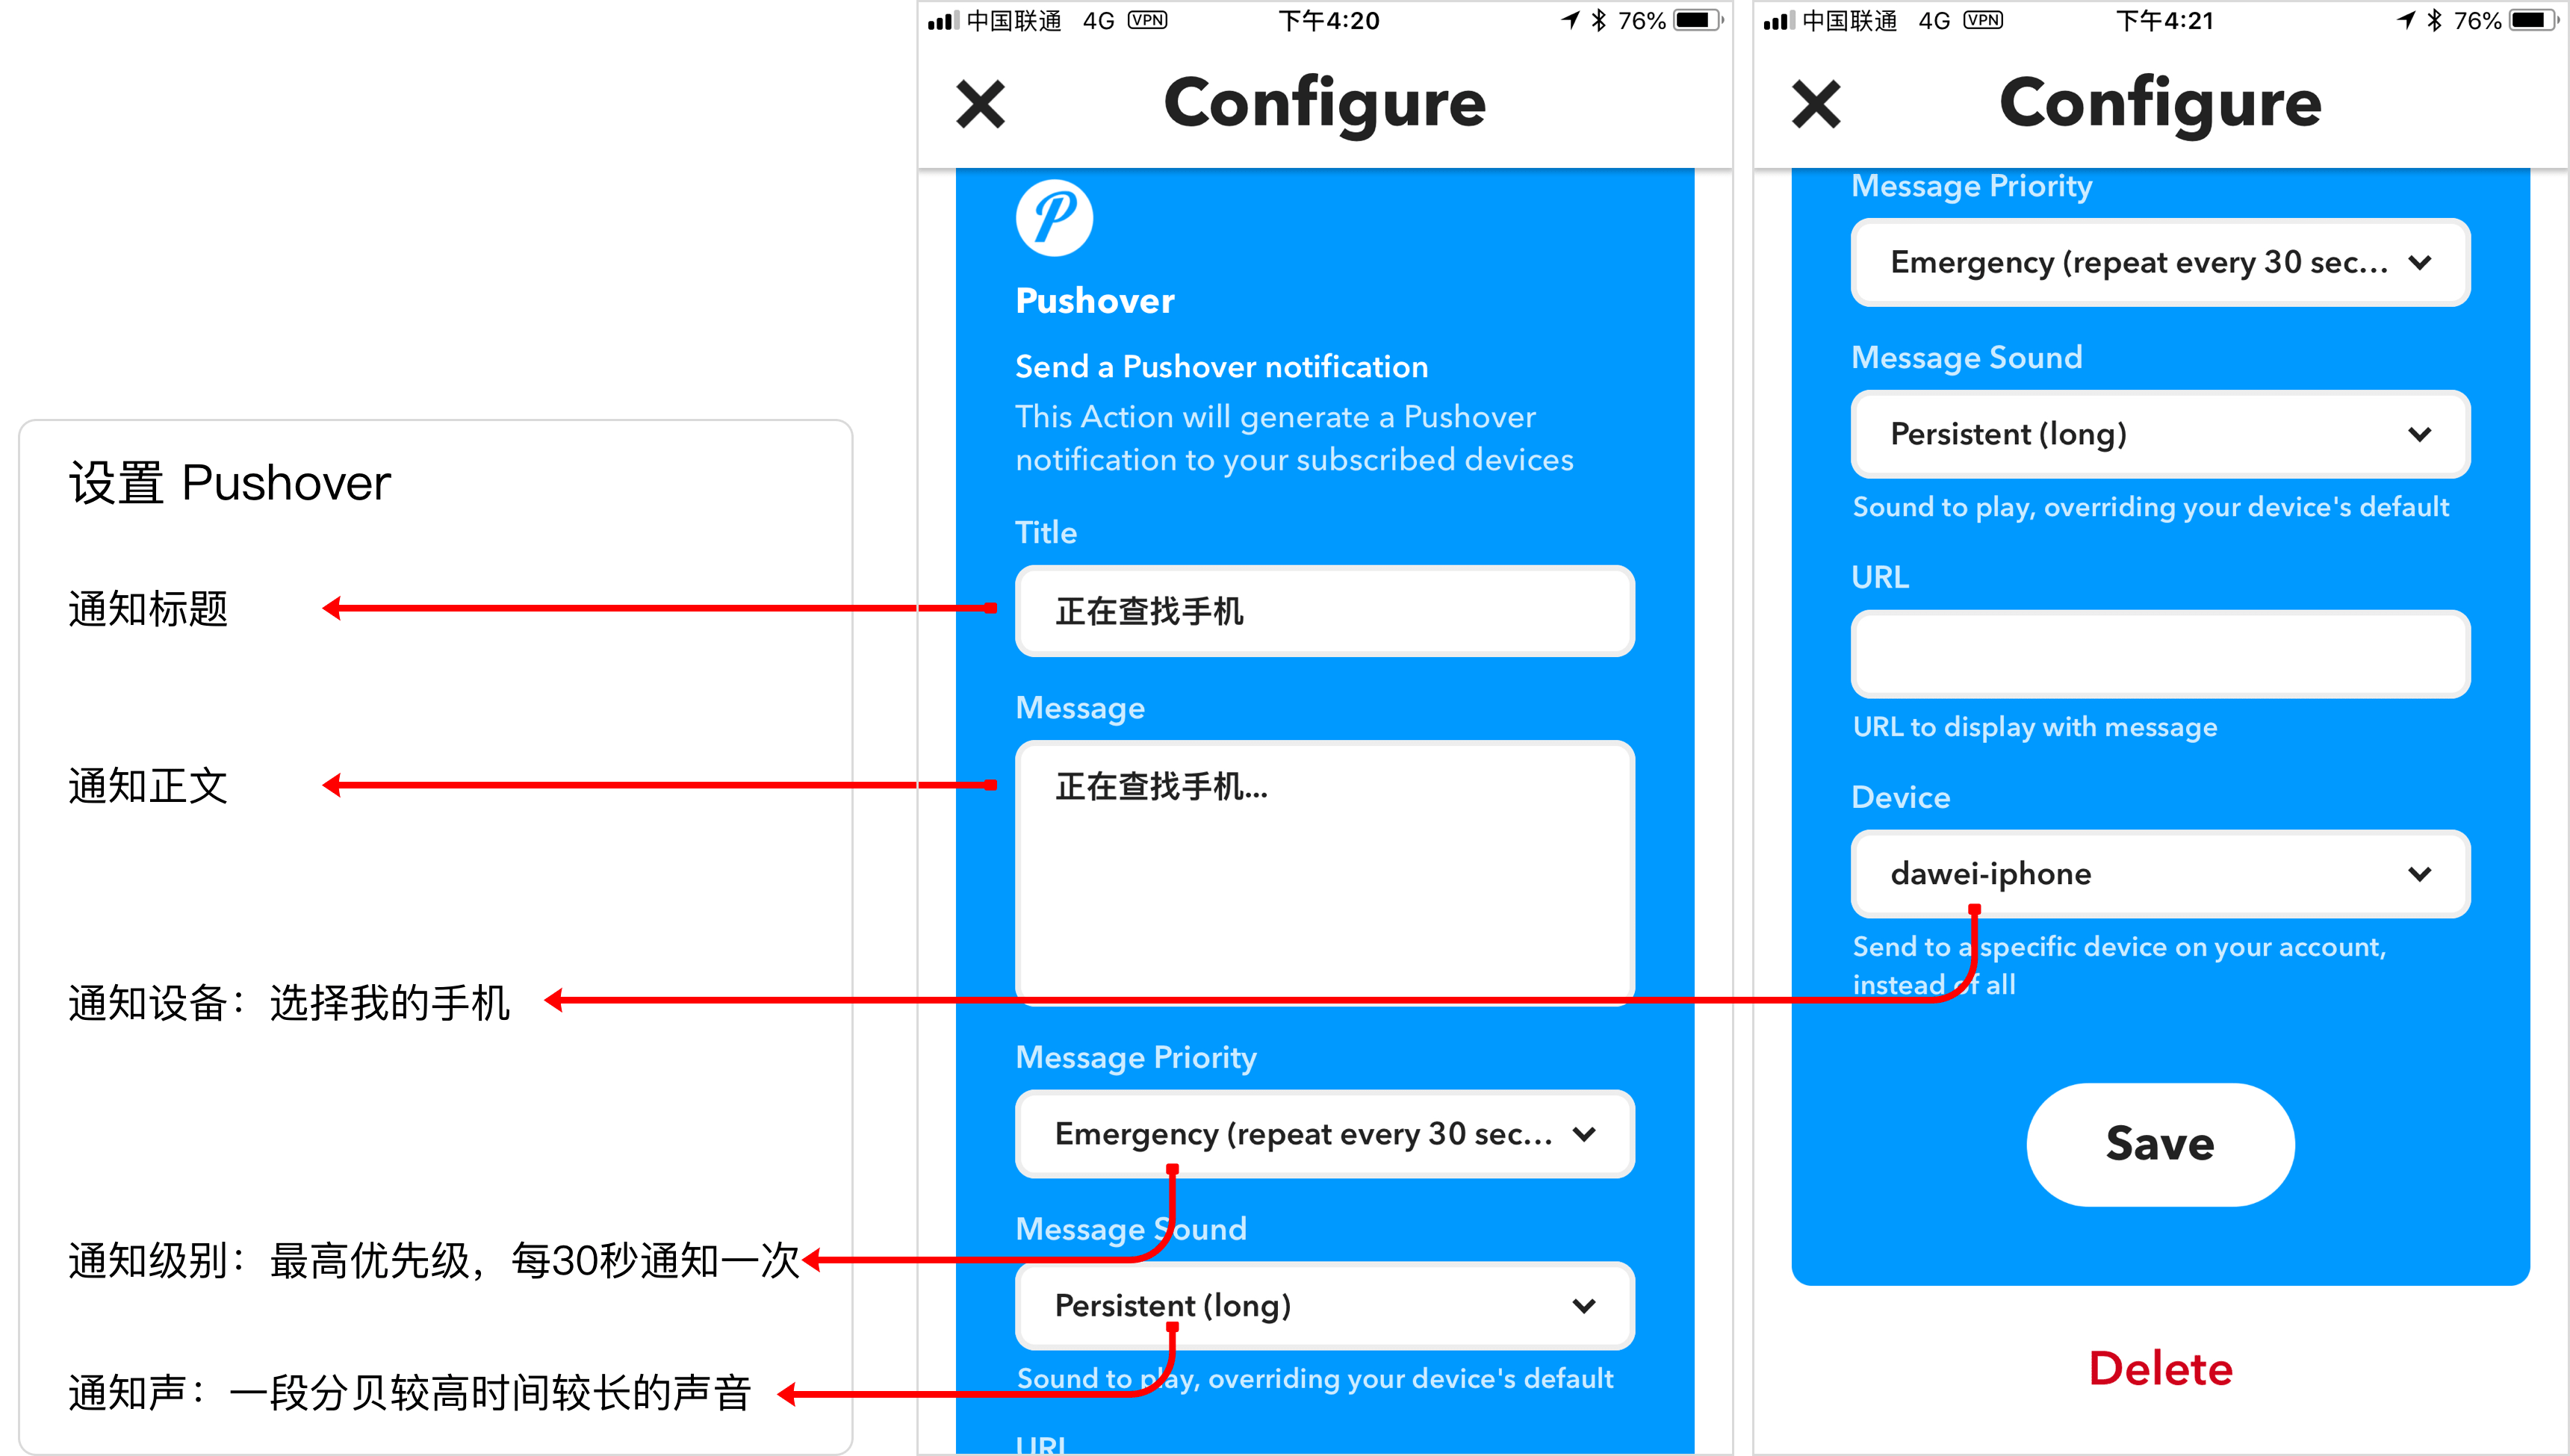 设置 Pushover
通知标题
通知正文
通知设备：选择我的手机
通知级别：最高优先级，每30秒通知一次
通知声：一段分贝较高时间较长的声音
中国联通 4G VPN 下午4:20 76%
Configure
Pushover
Send a Pushover notification
This Action will generate a Pushover
notification to your subscribed devices
Title
正在查找手机
Message
正在查找手机...
Message Priority
Emergency (repeat every 30 sec...
Message Sound
Persistent (long)
Sound to play, overriding your device's default
URL
中国联通 4G VPN 下午4:21 76%
Configure
Message Priority
Emergency (repeat every 30 sec...
Message Sound
Persistent (long)
Sound to play, overriding your device's default
URL
URL to display with message
Device
dawei-iphone
Send to a specific device on your account,
instead of all
Save
Delete